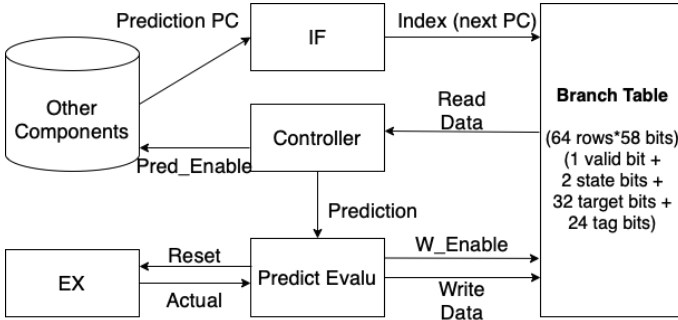 Prediction PC
IF
Index (next PC)
Other
Components
Controller
Read
Data
Pred_Enable
Branch Table
(64 rows*58 bits)
(1 valid bit +
2 state bits +
32 target bits +
24 tag bits)
Prediction
EX
Reset
Actual
Predict Evalu
W_Enable
Write
Data